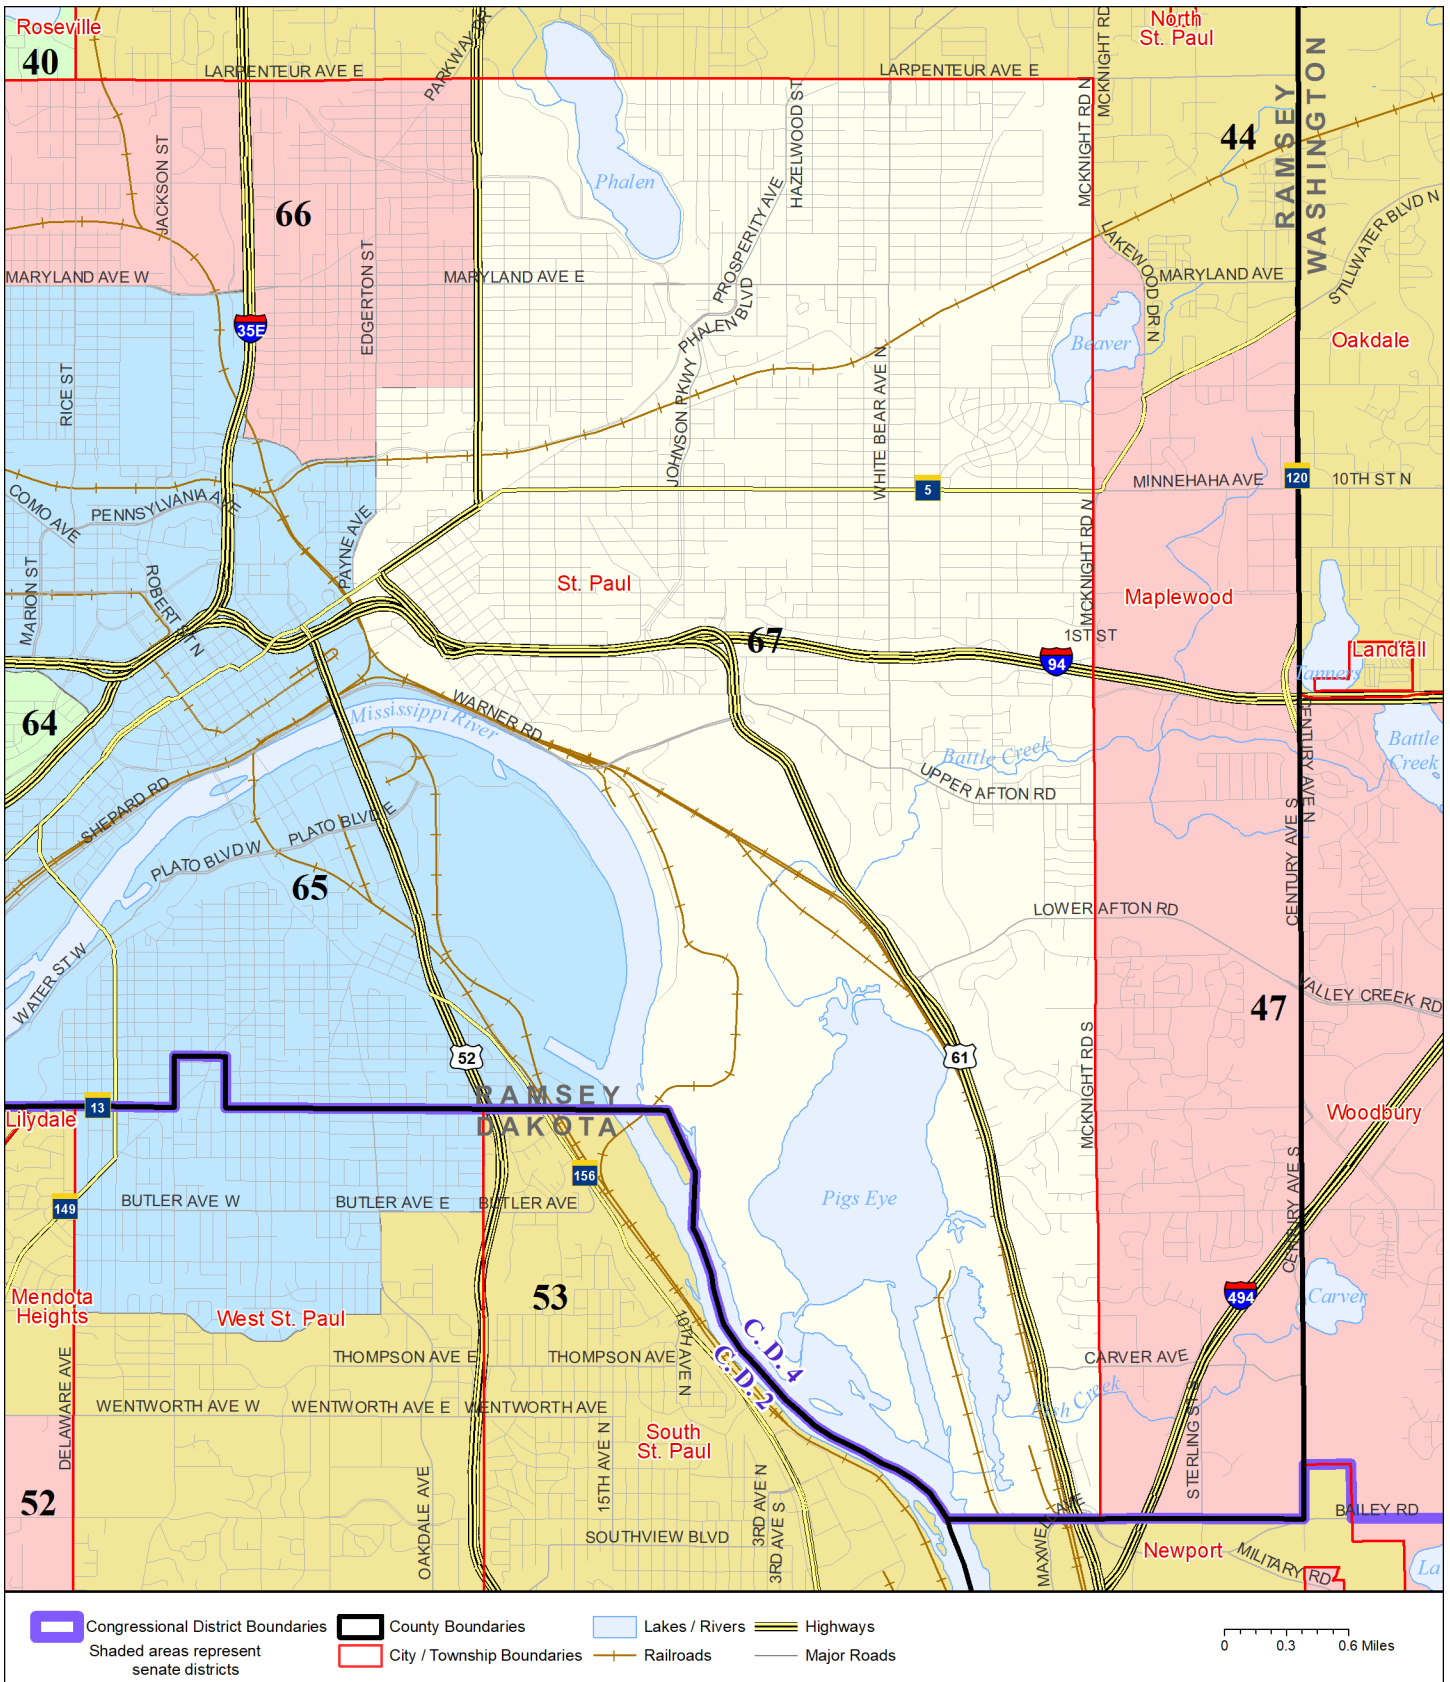 Roseville
40
LARPENTEUR AVE E
PARKWAY DR
LARPENTEUR AVE E
MCKNIGHT RD
North
St. Paul
RAMSEY
WASHINGTON
44
JACKSON ST
66
EDGERTON ST
Phalen
HAZELWOOD ST
PROSPERITY AVE
MCKNIGHT RD N
STILLWATER BLVD N
LAKEWOOD DR N
MARYLAND AVE W
MARYLAND AVE E
MARYLAND AVE
35E
PHALEN BLVD
Beaver
Oakdale
RICE ST
JOHNSON PKWY
WHITE BEAR AVE N
5
120
MINNEHAHA AVE
10TH ST N
COMO AVE
PENNSYLVANIA AVE
PAYNE AVE
MCKNIGHT RD N
MARION ST
ROBERT ST N
St. Paul
Maplewood
67
1ST ST
94
Landfall
Tanners
64
Mississippi River
WARNER RD
Battle Creek
CENTURY AVE N
Battle
Creek
UPPER AFTON RD
SHEPARD RD
PLATO BLVD W
PLATO BLVD E
65
CENTURY AVE S
LOWER AFTON RD
WATER ST W
VALLEY CREEK RD
47
52
61
MCKNIGHT RD S
RAMSEY
DAKOTA
13
Lilydale
Woodbury
156
149
BUTLER AVE W
BUTLER AVE E
BUTLER AVE
Pigs Eye
CENTURY AVE S
53
Mendota
Heights
West St. Paul
494
Carver
10TH AVE N
C. D. 4
C. D. 2
THOMPSON AVE E
THOMPSON AVE
CARVER AVE
DELAWARE AVE
WENTWORTH AVE W
WENTWORTH AVE E
WENTWORTH AVE
Fish Creek
STERLING ST S
South
St. Paul
15TH AVE N
OAKDALE AVE
3RD AVE N
3RD AVE S
52
SOUTHVIEW BLVD
MAXWELL AVE
BAILEY RD
Newport
MILITARY RD
La
Congressional District Boundaries
Shaded areas represent
senate districts
County Boundaries
City / Township Boundaries
Lakes / Rivers
Railroads
Highways
Major Roads
0 0.3 0.6 Miles